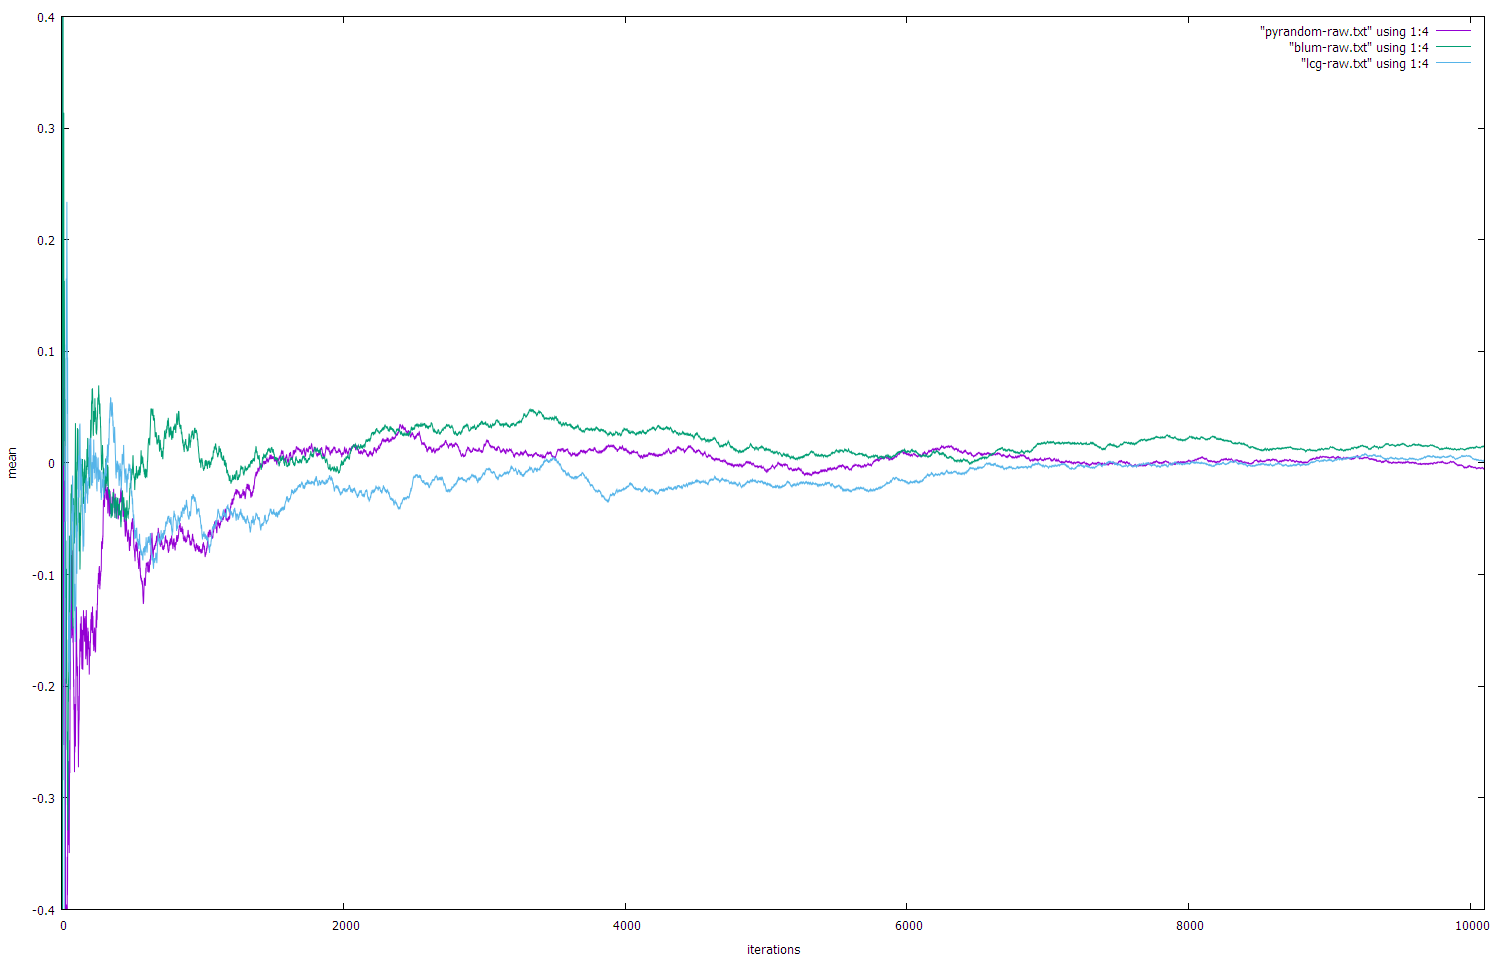 0.4
0.3
0.2
0.1
0
-0.1
-0.2
-0.3
-0.4
mean
"pyrandom-raw.txt" using 1:4
"blum-raw.txt" using 1:4
"lcg-raw.txt" using 1:4
0 2000 4000 6000 8000 10000
iterations